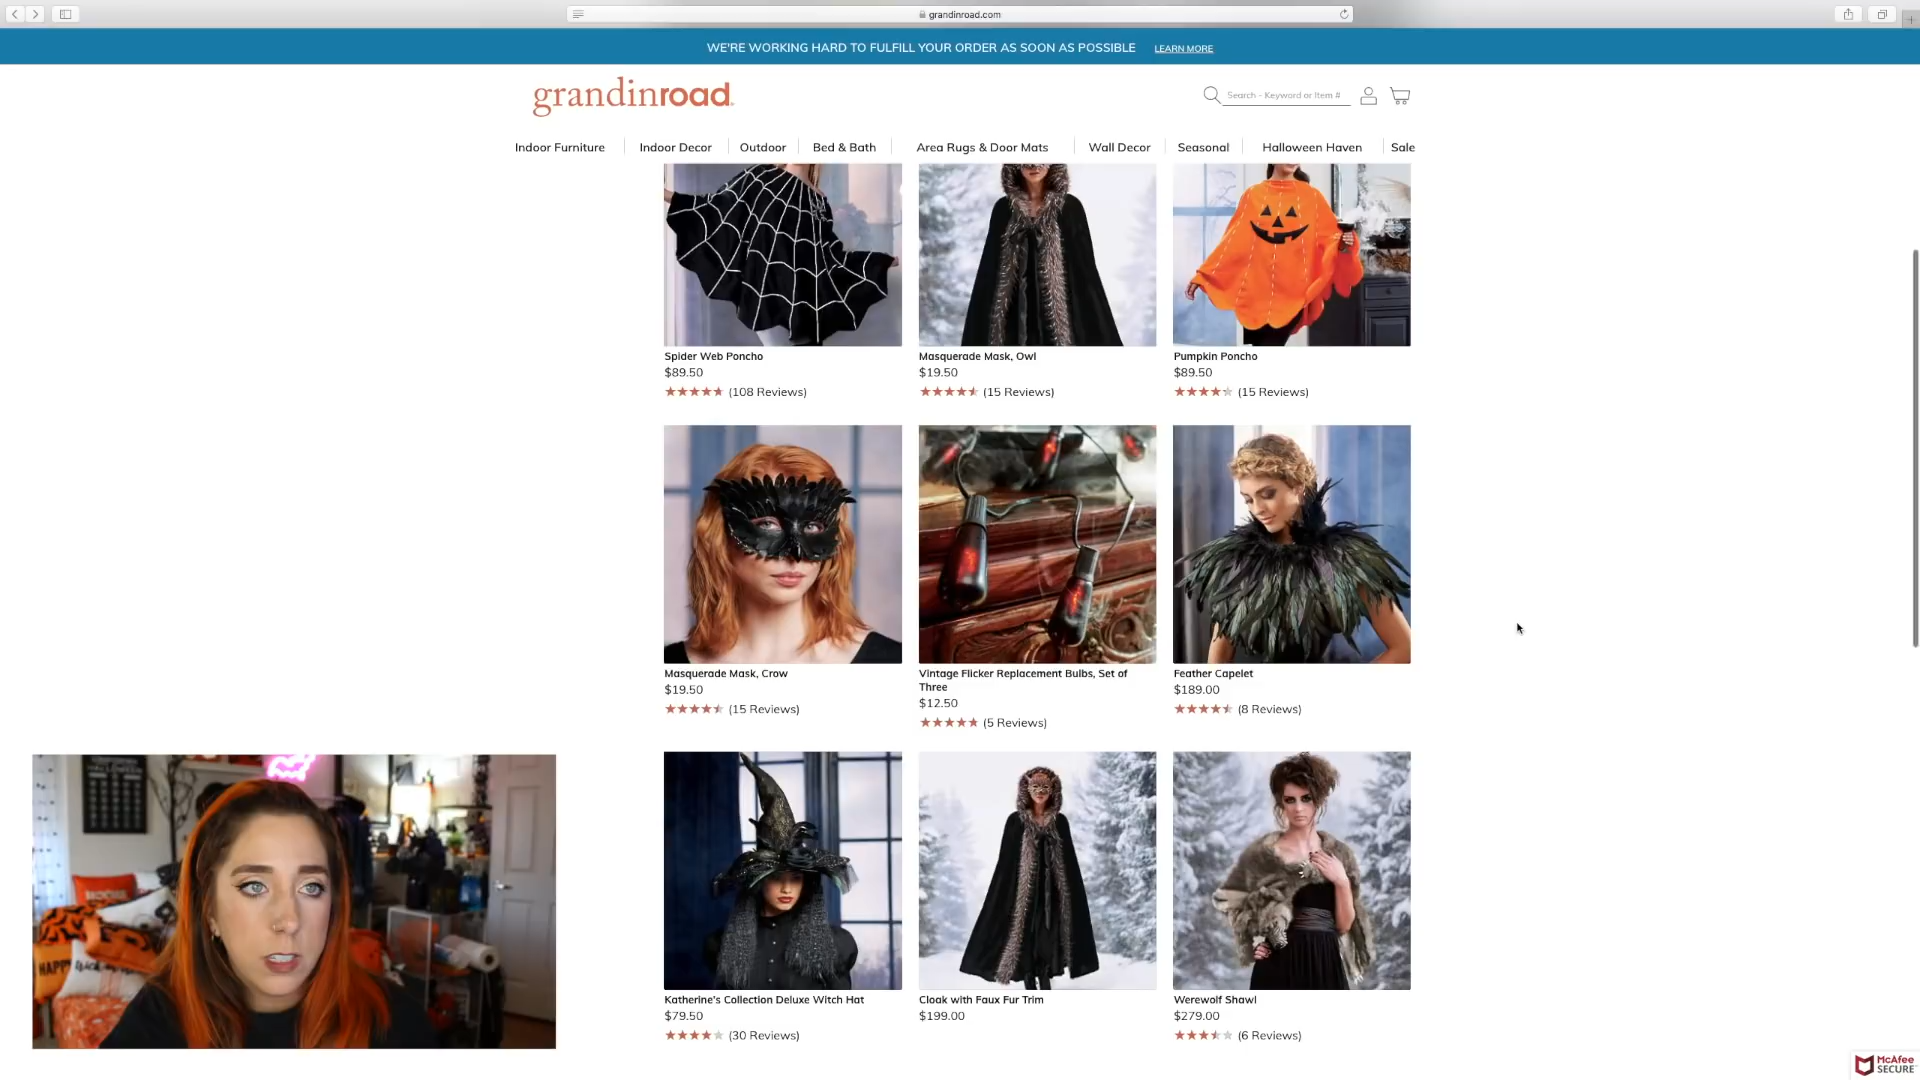 grandinroad.com
WE'RE WORKING HARD TO FULFILL YOUR ORDER AS SOON AS POSSIBLE LEARN MORE
grandinroad
Search - Keyword or Item #
Indoor Furniture Indoor Decor Outdoor Bed & Bath Area Rugs & Door Mats Wall Decor Seasonal Halloween Haven Sale
Spider Web Poncho
$89.50
(108 Reviews)
Masquerade Mask, Owl
$19.50
(15 Reviews)
Pumpkin Poncho
$89.50
(15 Reviews)
Masquerade Mask, Crow
$19.50
(15 Reviews)
Vintage Flicker Replacement Bulbs, Set of
Three
$12.50
(5 Reviews)
Feather Capelet
$189.00
(8 Reviews)
Katherine's Collection Deluxe Witch Hat
$79.50
(30 Reviews)
Cloak with Faux Fur Trim
$199.00
Werewolf Shawl
$279.00
(6 Reviews)
HAPPY
McAfee
SECURE